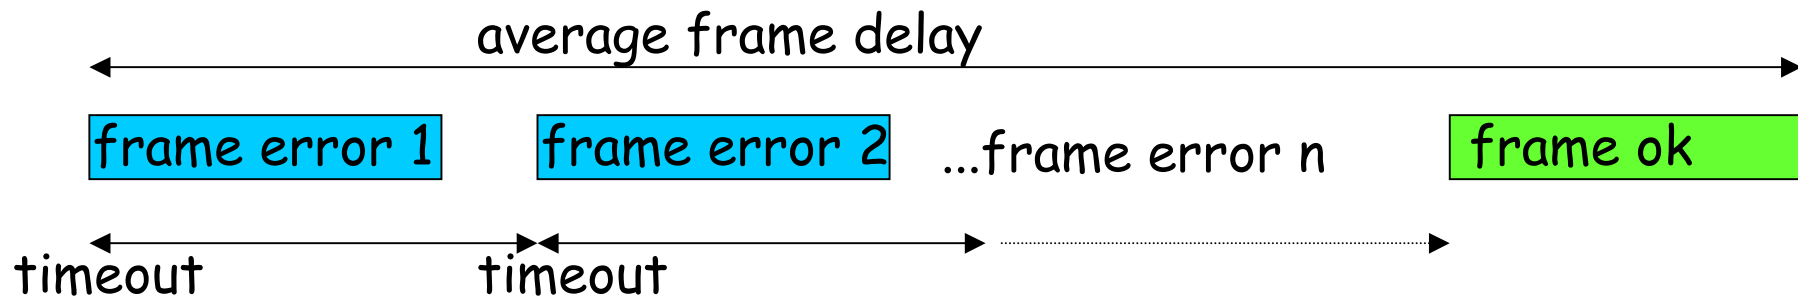 average frame delay
frame error 1 frame error 2 ...frame error n frame ok
timeout timeout